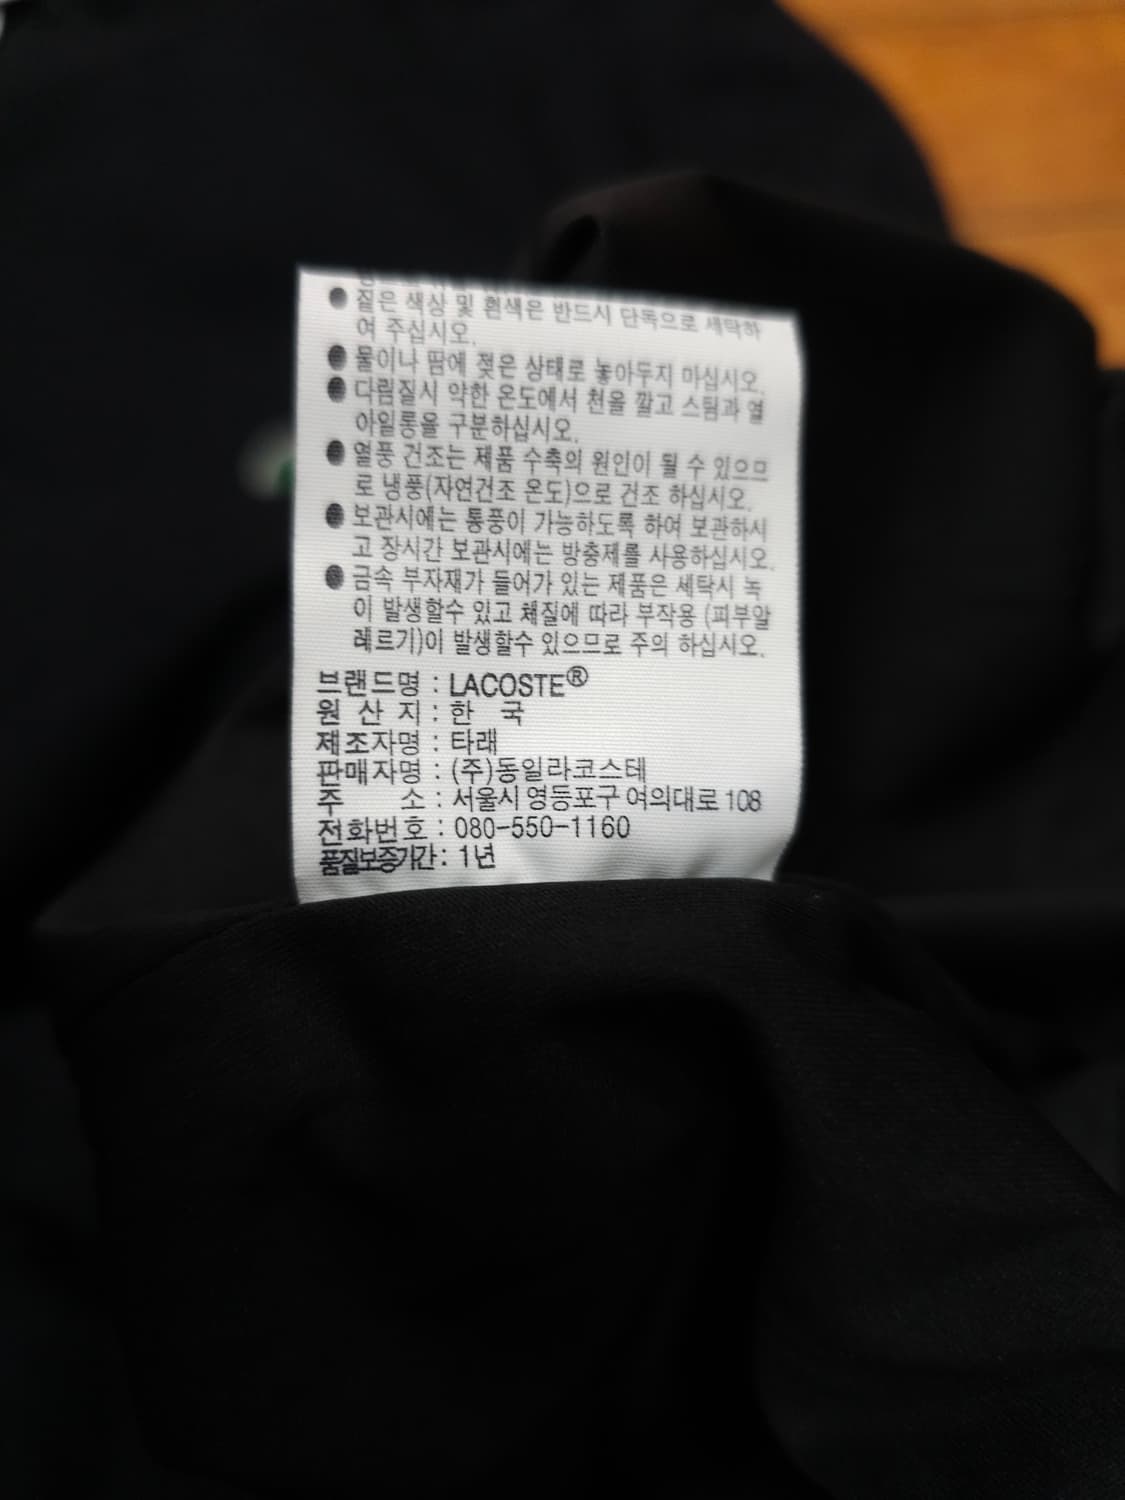 ● 짙은 색상 및 흰색은 반드시 단독으로 세탁하
여 주십시오.
● 물이나 땀에 젖은 상태로 놓아두지 마십시오.
● 다림질시 약한 온도에서 천을 깔고 스팀과 열
아일롱을 구분하십시오.
● 열풍 건조는 제품 수축의 원인이 될 수 있으므
로 냉풍(자연건조 온도)으로 건조 하십시오.
● 보관시에는 통풍이 가능하도록 하여 보관하시
고 장시간 보관시에는 방충제를 사용하십시오.
● 금속 부자재가 들어가 있는 제품은 세탁시 녹
이 발생할수 있고 체질에 따라 부작용 (피부알
레르기)이 발생할수 있으므로 주의 하십시오.
브랜드명 : LACOSTE®
원 산 지 : 한 국
제조자명 : 타래
판매자명 : (주)동일라코스테
주 소 : 서울시 영등포구 여의대로 108
전화번호 : 080-550-1160
품질보증기간 : 1년